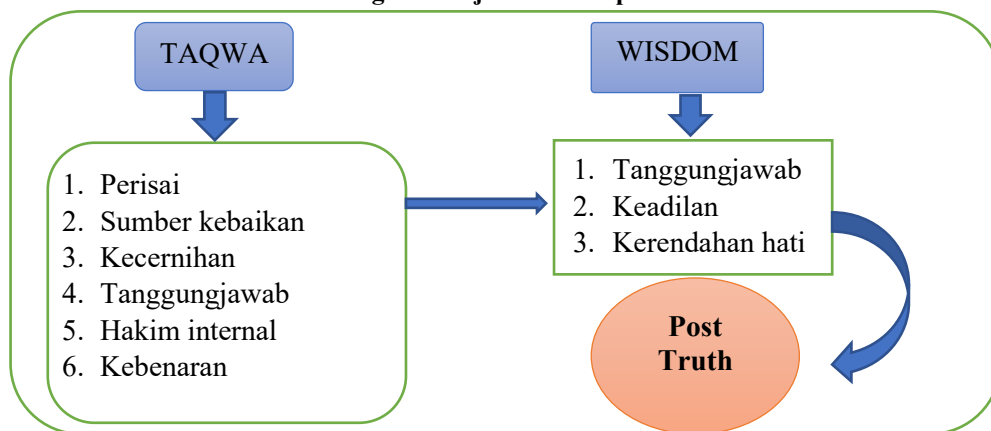 TAQWA
WISDOM
1. Perisai
2. Sumber kebaikan
3. Kecernihan
4. Tanggungjawab
5. Hakim internal
6. Kebenaran
1. Tanggungjawab
2. Keadilan
3. Kerendahan hati
Post
Truth